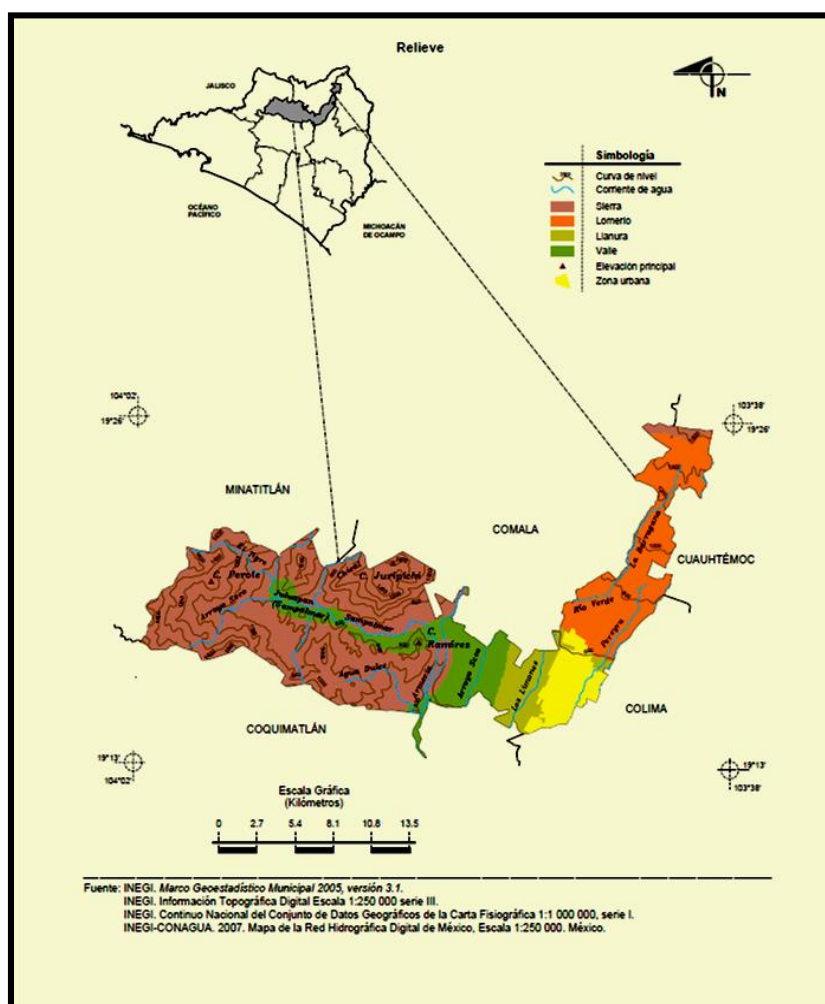 Relieve
JALISCO
N
OCÉANO
PACÍFICO
MICHOACÁN
DE OCAMPO
Simbología
Curva de nivel
Corriente de agua
Sierra
Lomerío
Llanura
Valle
Elevación principal
Zona urbana
104°02'
19°26'
103°38'
19°26'
MINATITLÁN
COMALA
CUAUHTÉMOC
C. Perote
Arroyo Seco
C. Juripichi
Juluapan
(Zampalmar)
Zampalmar
C.
Ramírez
Agua Dulce
Armería
Arroyo Seco
Los Limones
Río Verde
La Barragana
Pereyra
COQUIMATLÁN
COLIMA
19°13'
104°02'
19°13'
103°38'
Escala Gráfica
(Kilómetros)
0 2.7 5.4 8.1 10.8 13.5
Fuente: INEGI. Marco Geoestadístico Municipal 2005, versión 3.1.
INEGI. Información Topográfica Digital Escala 1:250 000 serie III.
INEGI. Continuo Nacional del Conjunto de Datos Geográficos de la Carta Fisiográfica 1:1 000 000, serie I.
INEGI-CONAGUA. 2007. Mapa de la Red Hidrográfica Digital de México, Escala 1:250 000. México.